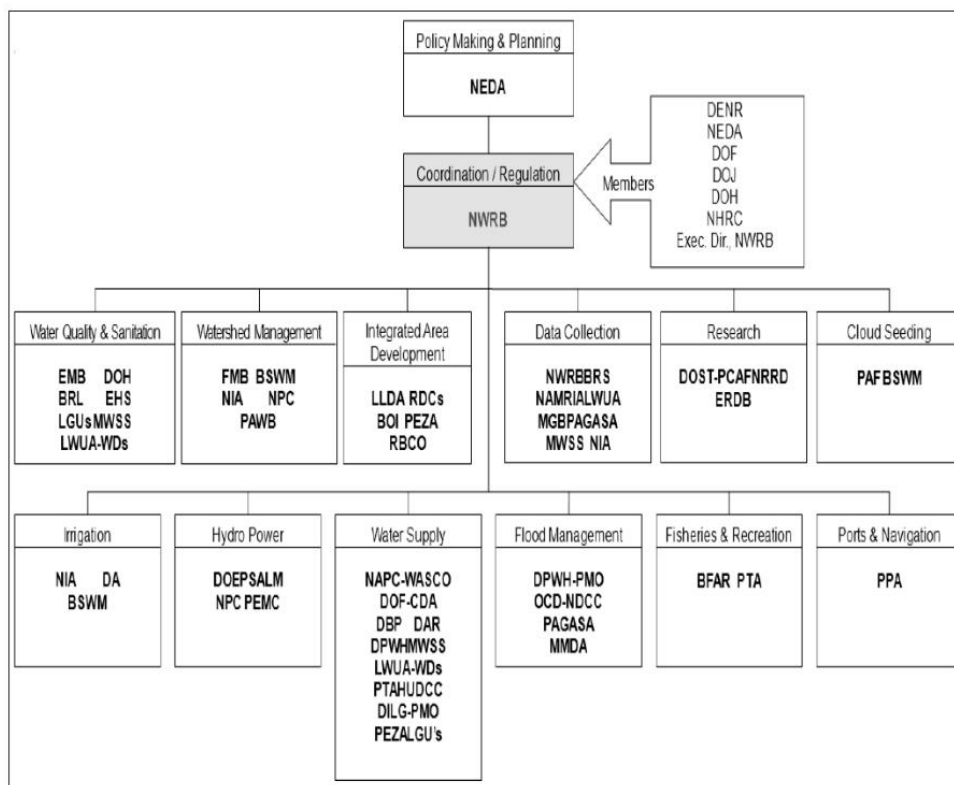 Policy Making & Planning
NEDA
Coordination / Regulation
NWRB
Members
DENR
NEDA
DOF
DOJ
DOH
NHRC
Exec. Dir., NWRB
Water Quality & Sanitation
EMB DOH
BRL EHS
LGUs MWSS
LWUA-WDs
Watershed Management
FMB BSWM
NIA NPC
PAWB
Integrated Area
Development
LLDA RDCs
BOI PEZA
RBCO
Data Collection
NWRBBRS
NAMRIALWUA
MGBPAGASA
MWSS NIA
Research
DOST-PCAFNRRD
ERDB
Cloud Seeding
PAF BSWM
Irrigation
NIA DA
BSWM
Hydro Power
DOEPSALM
NPC PEMC
Water Supply
NAPC-WASCO
DOF-CDA
DBP DAR
DPWHMWSS
LWUA-WDs
PTAHUDCC
DILG-PMO
PEZALGU's
Flood Management
DPWH-PMO
OCD-NDCC
PAGASA
MMDA
Fisheries & Recreation
BFAR PTA
Ports & Navigation
PPA